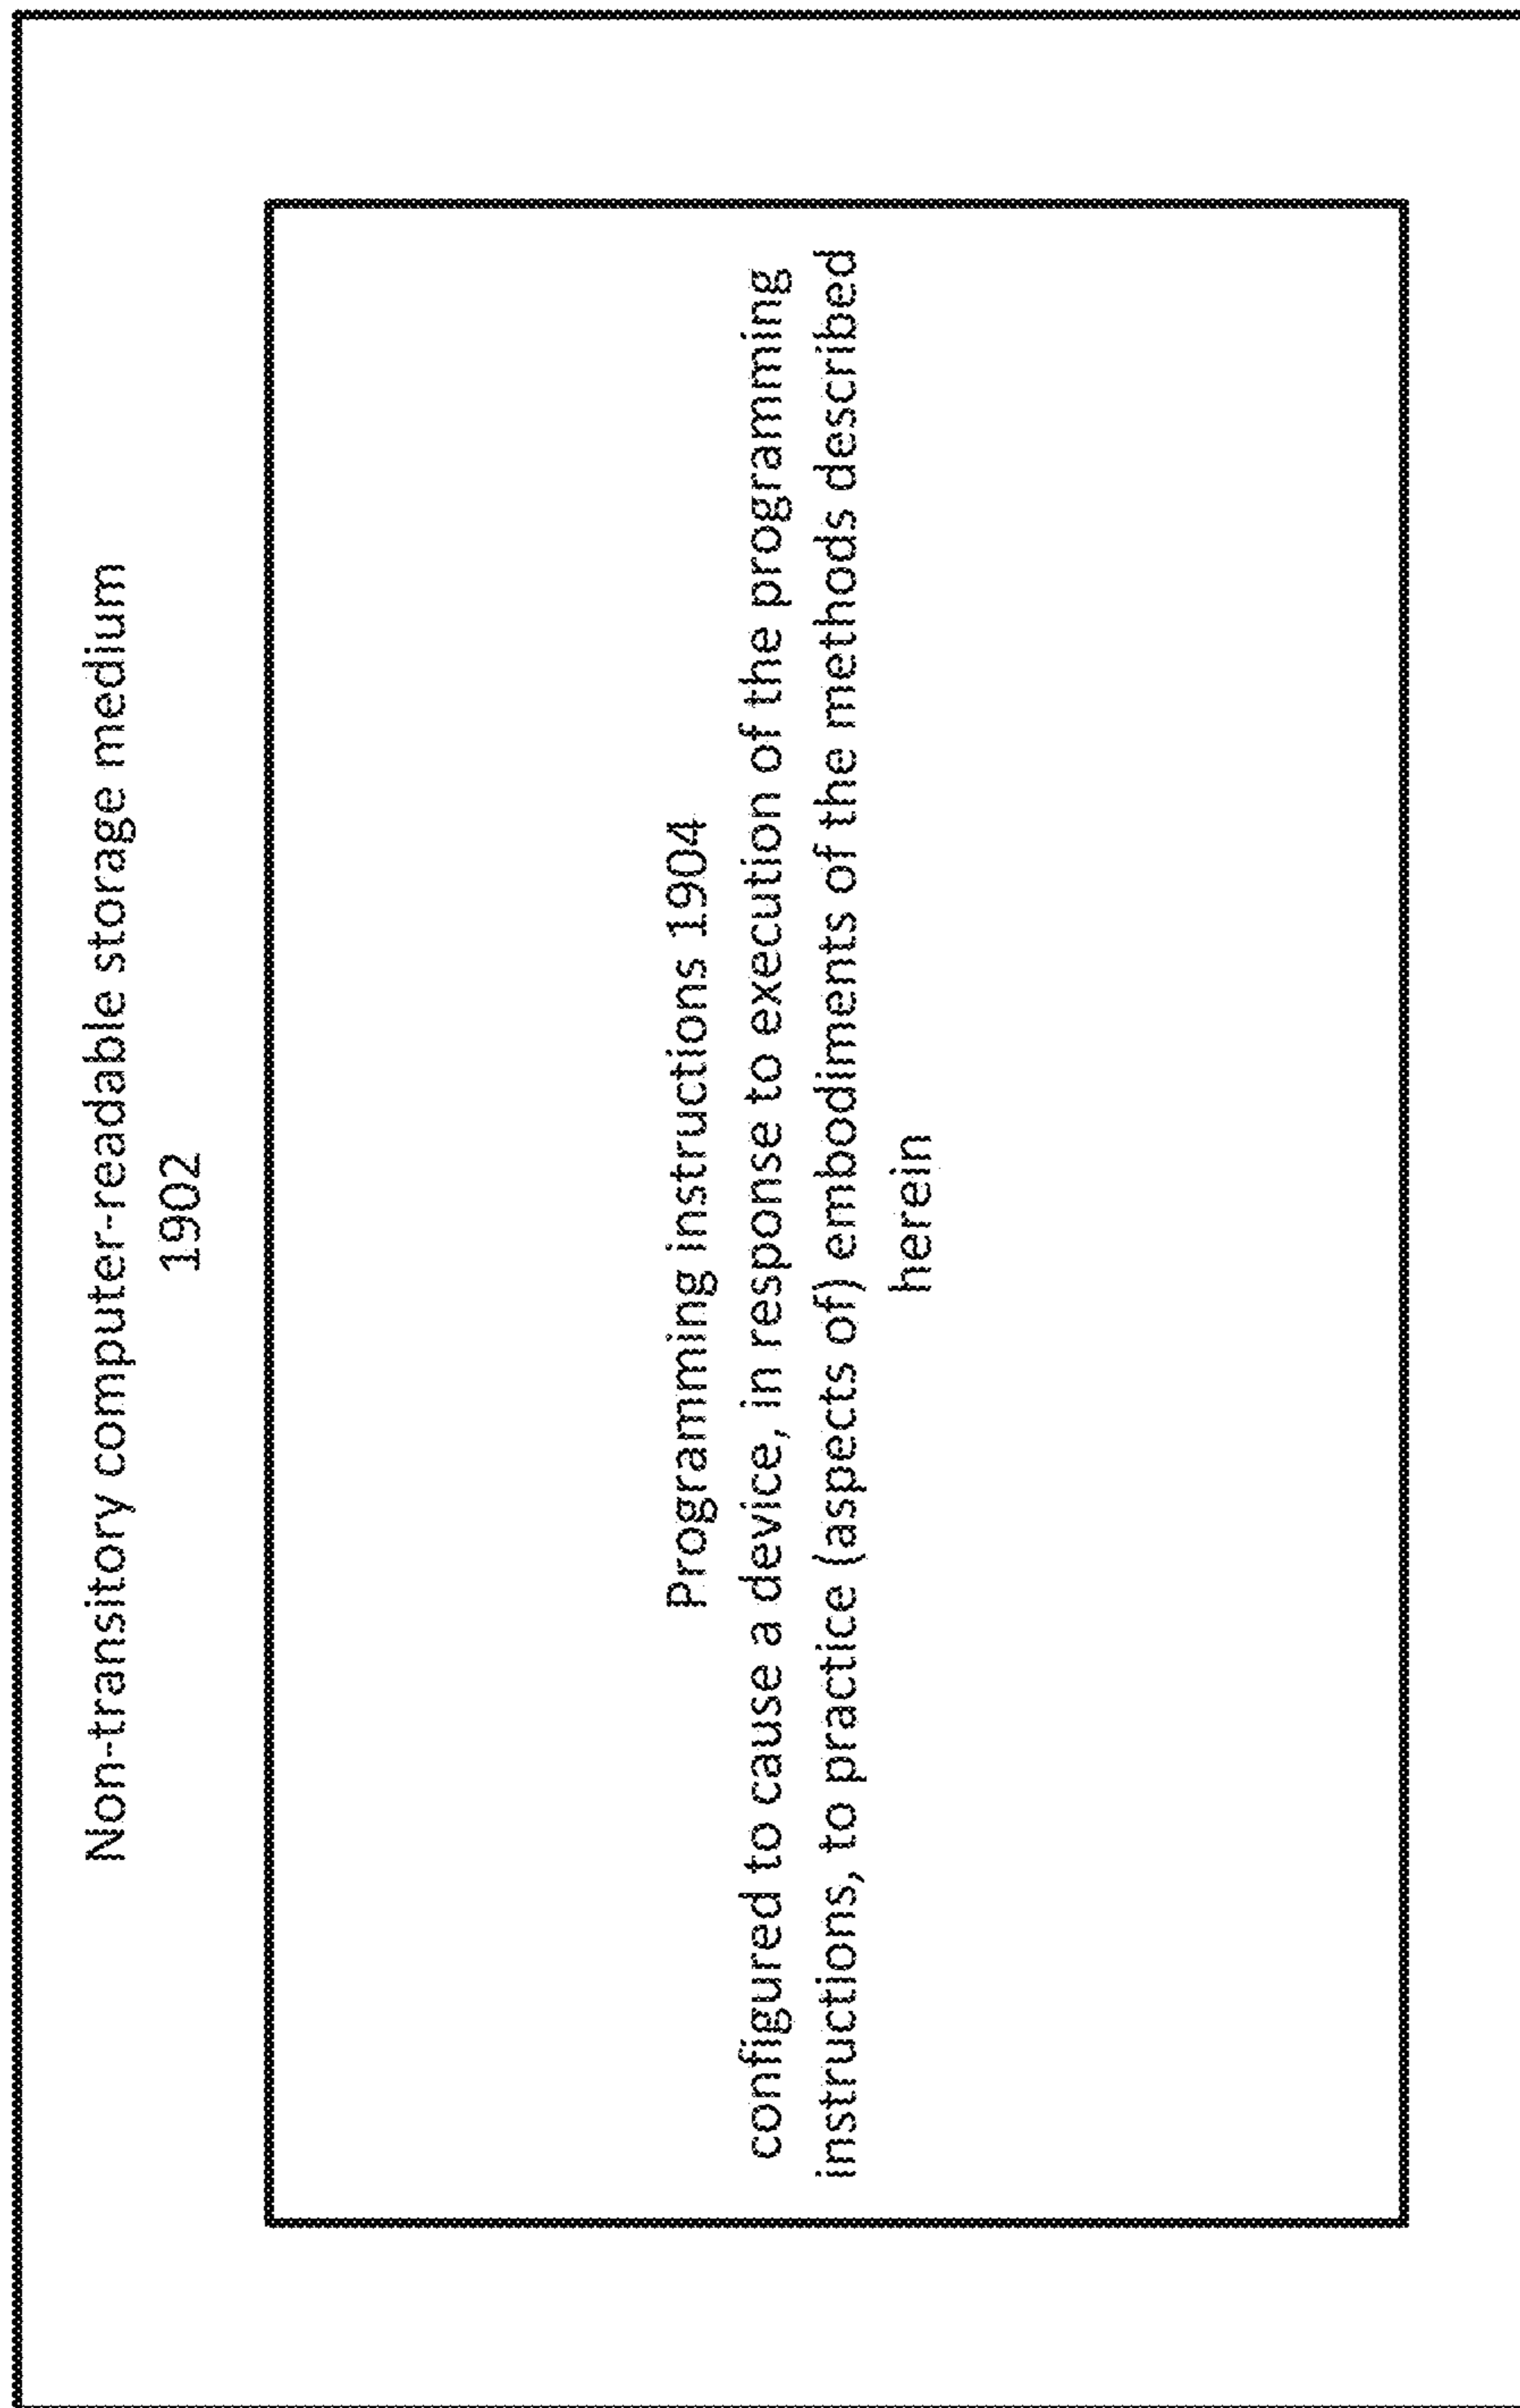 Non-transitory computer-readable storage medium
1902
Programming instructions 1904
configured to cause a device, in response to execution of the programming
instructions, to practice (aspects of) embodiments of the methods described
herein